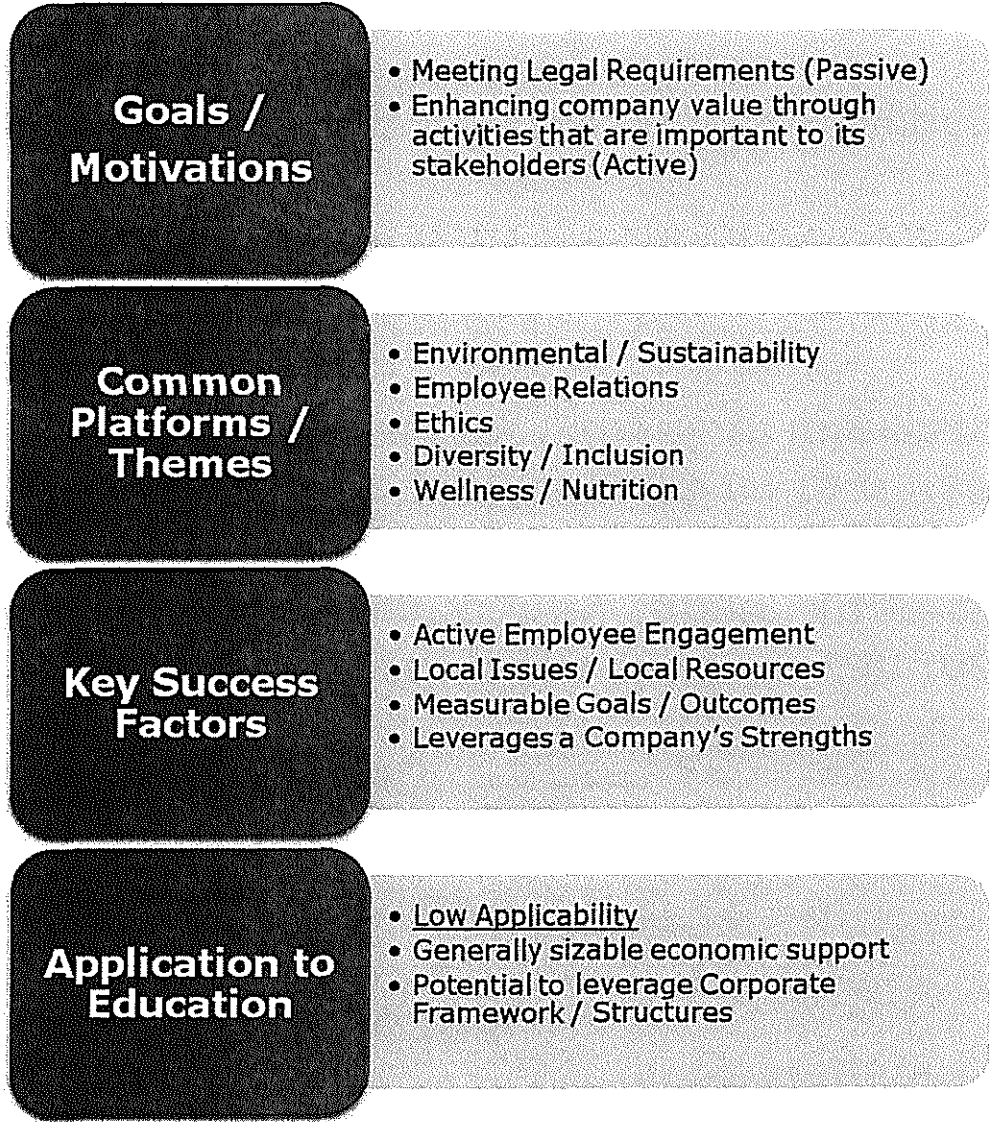 Goals /
Motivations
• Meeting Legal Requirements (Passive)
• Enhancing company value through
activities that are important to its
stakeholders (Active)
Common
Platforms /
Themes
• Environmental / Sustainability
• Employee Relations
• Ethics
• Diversity / Inclusion
• Wellness / Nutrition
Key Success
Factors
• Active Employee Engagement
• Local Issues / Local Resources
• Measurable Goals / Outcomes
• Leverages a Company's Strengths
Application to
Education
• Low Applicability
• Generally sizable economic support
• Potential to leverage Corporate
Framework / Structures